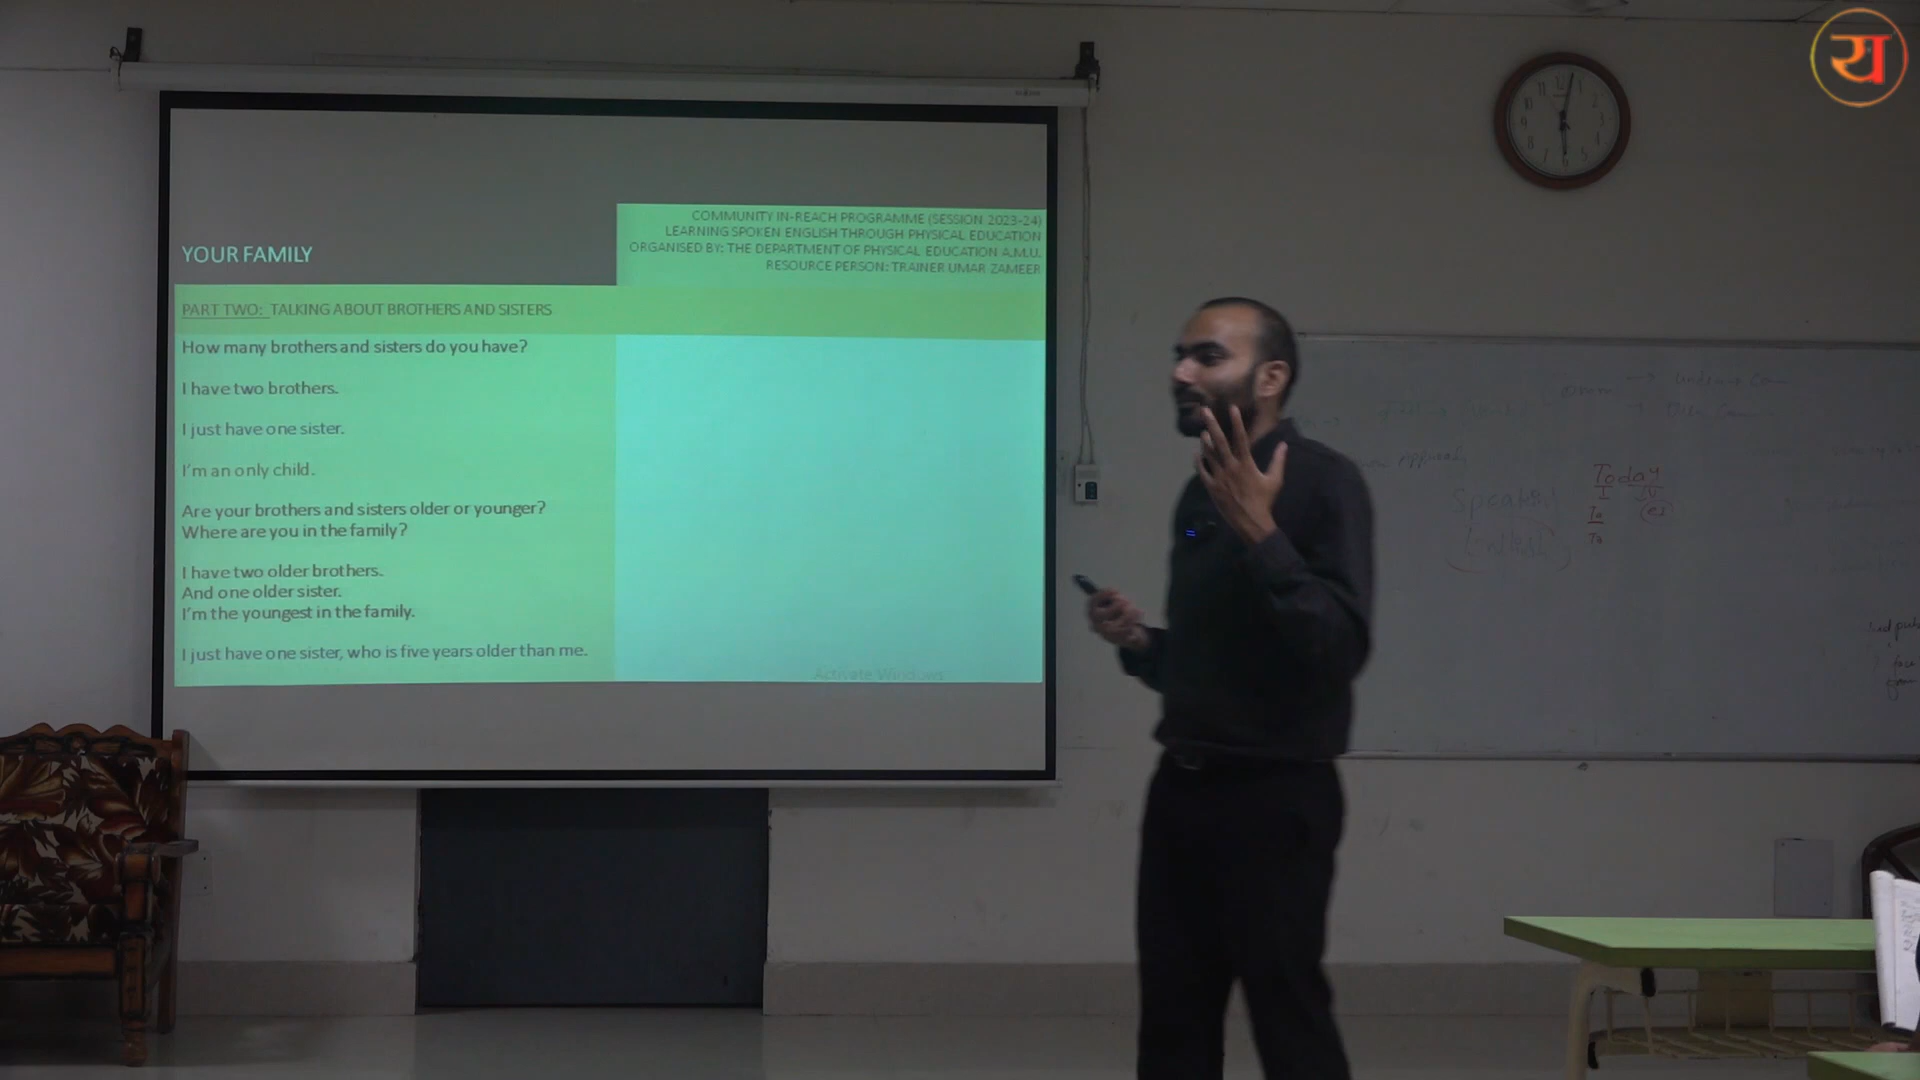 य
YOUR FAMILY
COMMUNITY IN-REACH PROGRAMME (SESSION 2023-24)
LEARNING SPOKEN ENGLISH THROUGH PHYSICAL EDUCATION
ORGANISED BY: THE DEPARTMENT OF PHYSICAL EDUCATION A.M.U.
RESOURCE PERSON: TRAINER UMAR ZAMEER
PART TWO: TALKING ABOUT BROTHERS AND SISTERS
How many brothers and sisters do you have?
I have two brothers.
I just have one sister.
I'm an only child.
Are your brothers and sisters older or younger?
Where are you in the family?
I have two older brothers.
And one older sister.
I'm the youngest in the family.
I just have one sister, who is five years older than me.
Activate Windows
Today